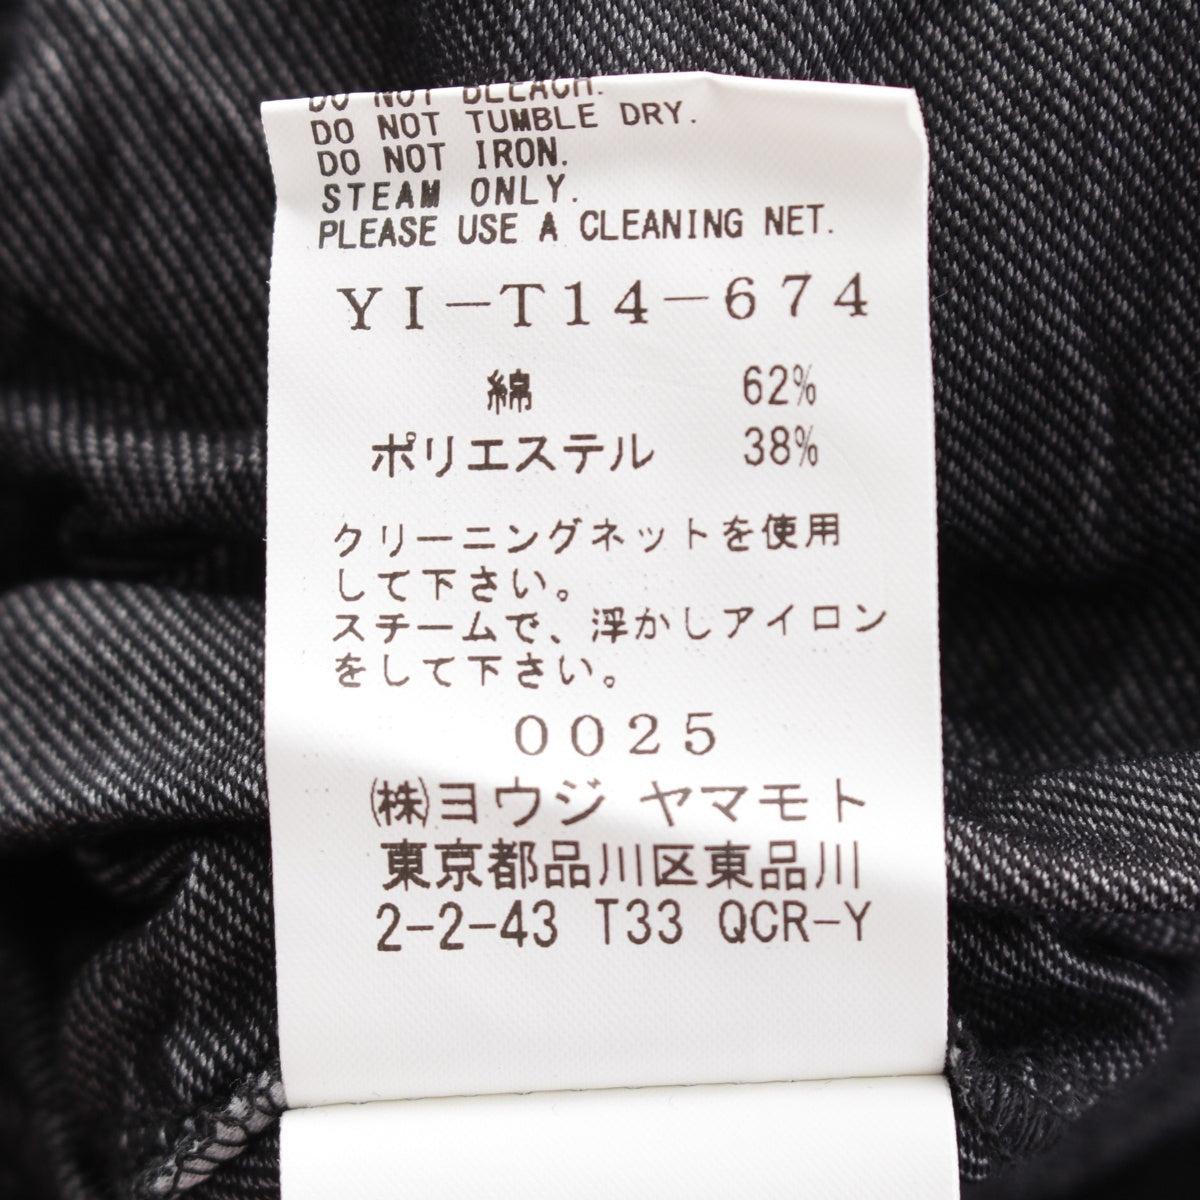 DO NOT BLEACH.
DO NOT TUMBLE DRY.
DO NOT IRON.
STEAM ONLY.
PLEASE USE A CLEANING NET.
YI-T14-674
綿 62%
ポリエステル 38%
クリーニングネットを使用
して下さい。
スチームで、浮かしアイロン
をして下さい。
0025
㈱ヨウジ ヤマモト
東京都品川区東品川
2-2-43 T33 QCR-Y